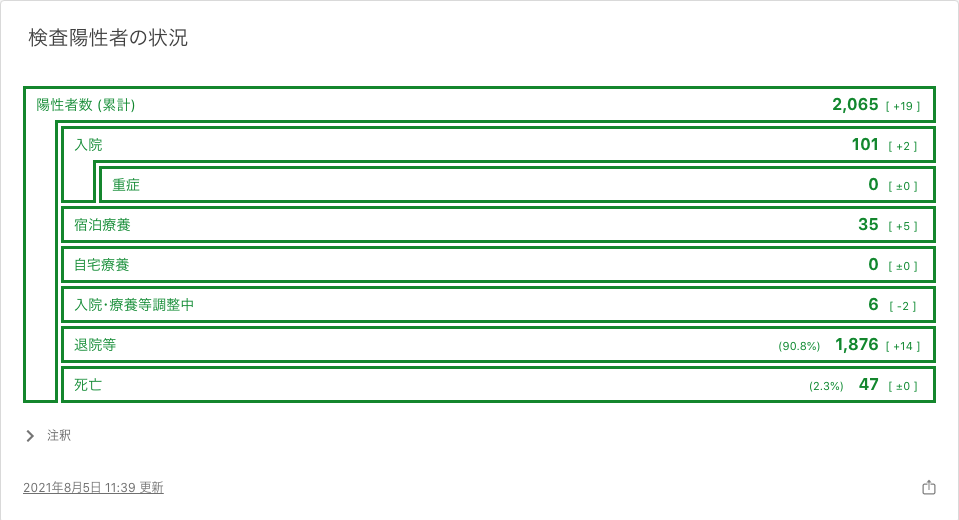 検査陽性者の状況
陽性者数 (累計) 2,065 [ +19 ]
入院 101 [ +2 ]
重症 0 [ ±0 ]
宿泊療養 35 [ +5 ]
自宅療養 0 [ ±0 ]
入院・療養等調整中 6 [ -2 ]
退院等 (90.8%) 1,876 [ +14 ]
死亡 (2.3%) 47 [ ±0 ]
注釈
2021年8月5日 11:39 更新